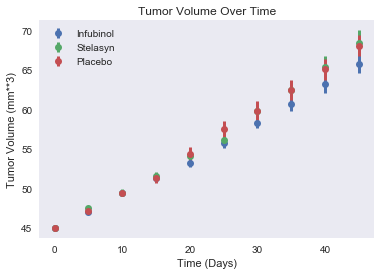 Tumor Volume Over Time
Infubinol
Stelasyn
Placebo
Tumor Volume (mm**3)
70
65
60
55
50
45
0
10
20
30
40
Time (Days)